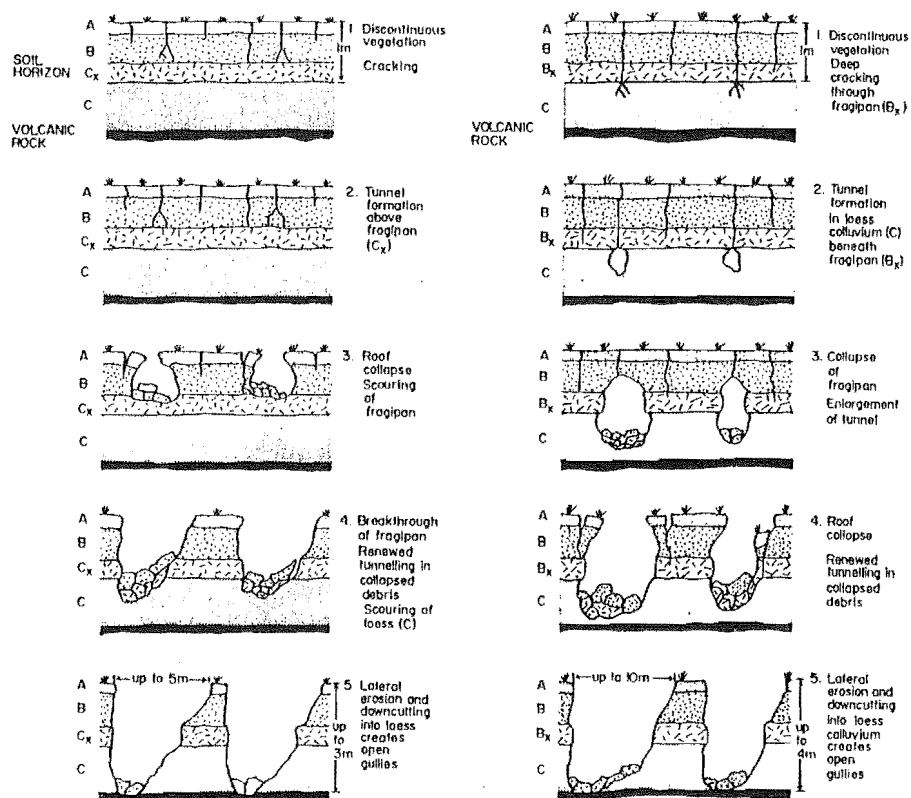 A
B
Cx
C
SOIL HORIZON
VOLCANIC ROCK
1m
1 Discontinuous
vegetation
Cracking
A
B
Cx
C
2. Tunnel
formation
above
fragipan
(Cx)
A
B
Cx
C
3. Roof
collapse
Scouring
of
fragipan
A
B
Cx
C
4. Breakthrough
of fragipan
Renewed
tunnelling in
collapsed
debris
Scouring of
loess (C)
A
B
Cx
C
up to 5m
up
to
3m
5 Lateral
erosion and
downcutting
into loess
creates
open
gullies
A
B
Bx
C
VOLCANIC
ROCK
1m
1 Discontinuous
vegetation
Deep
cracking
through
fragipan (Bx)
A
B
Bx
C
2. Tunnel
formation
in loess
colluvium (C)
beneath
fragipan (Bx)
A
B
Bx
C
3. Collapse
of
fragipan
Enlargement
of tunnel
A
B
Bx
C
4. Roof
collapse
Renewed
tunnelling in
collapsed
debris
A
B
Bx
C
up to 10m
up
to
4m
5. Lateral
erosion and
downcutting
into loess
colluvium
creates
open
gullies